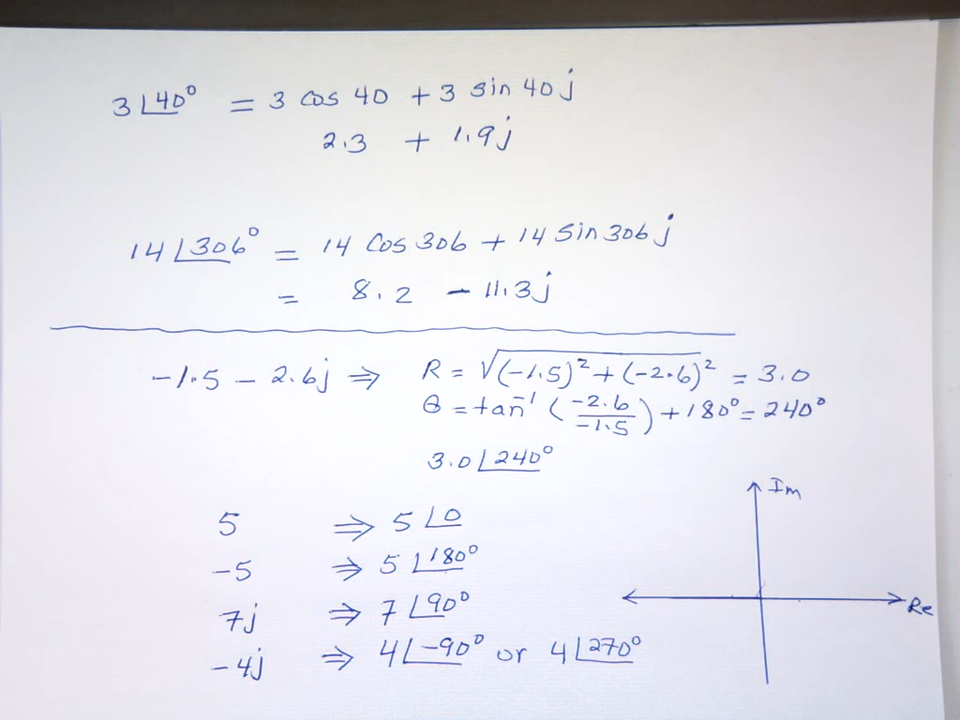 3∠40° = 3 cos 40 + 3 sin 40j
2.3 + 1.9j
14∠306° = 14 cos 306 + 14 sin 306j
= 8.2 - 11.3j
-1.5 - 2.6j ⇒ R = √(-1.5)² + (-2.6)² = 3.0
θ = tan⁻¹ (-2.6/-1.5) + 180° = 240°
3.0∠240°
Im
5 ⇒ 5∠0
-5 ⇒ 5∠180°
7j ⇒ 7∠90°
Re
-4j ⇒ 4∠-90° or 4∠270°